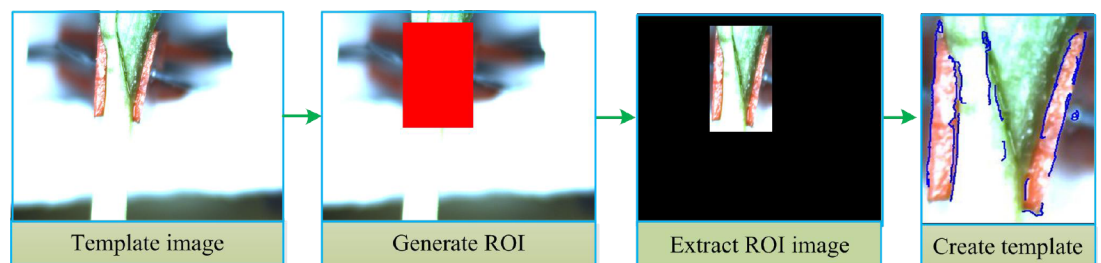 Template image
Generate ROI
Extract ROI image
Create template